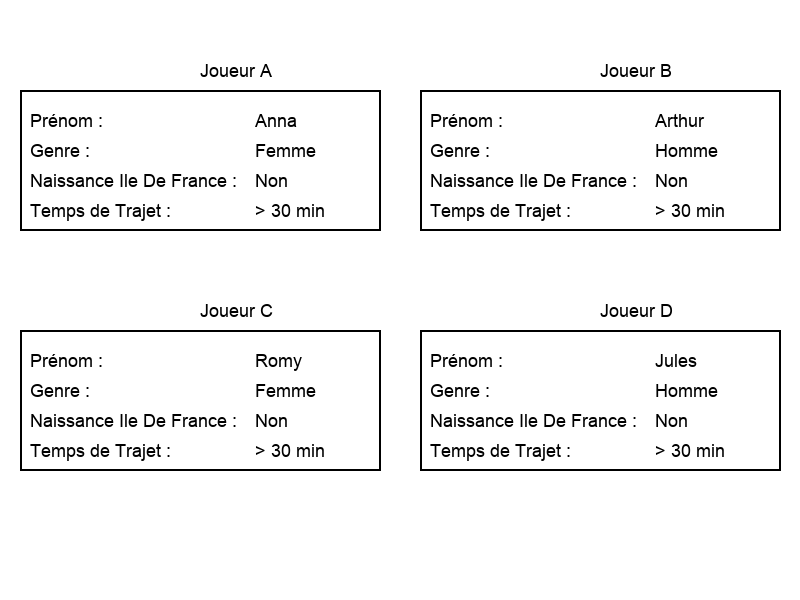 Joueur A
Prénom : Anna
Genre : Femme
Naissance Ile De France : Non
Temps de Trajet : > 30 min
Joueur B
Prénom : Arthur
Genre : Homme
Naissance Ile De France : Non
Temps de Trajet : > 30 min
Joueur C
Prénom : Romy
Genre : Femme
Naissance Ile De France : Non
Temps de Trajet : > 30 min
Joueur D
Prénom : Jules
Genre : Homme
Naissance Ile De France : Non
Temps de Trajet : > 30 min